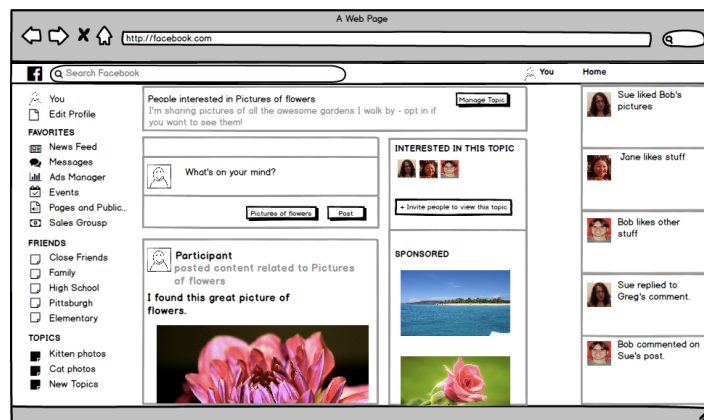 A Web Page
http://facebook.com
f
Search Facebook
You
Home
You
Edit Profile
FAVORITES
News Feed
Messages
Ads Manager
Events
Pages and Public...
Sales Grousp
FRIENDS
Close Friends
Family
High School
Pittsburgh
Elementary
TOPICS
Kitten photos
Cat photos
New Topics
People interested in Pictures of flowers
Manage Topic
I'm sharing pictures of all the awesome gardens I walk
by - opt in if
you want to see them!
What's on your mind?
Pictures of flowers
Post
Participant
posted content related to Pictures
of flowers
I found this great picture of
flowers.
INTERESTED IN THIS TOPIC
+ Invite people to view this topic
SPONSORED
Sue liked Bob's
pictures
Jane likes stuff
Bob likes other
stuff
Sue replied to
Greg's comment.
Bob commented on
Sue's post.